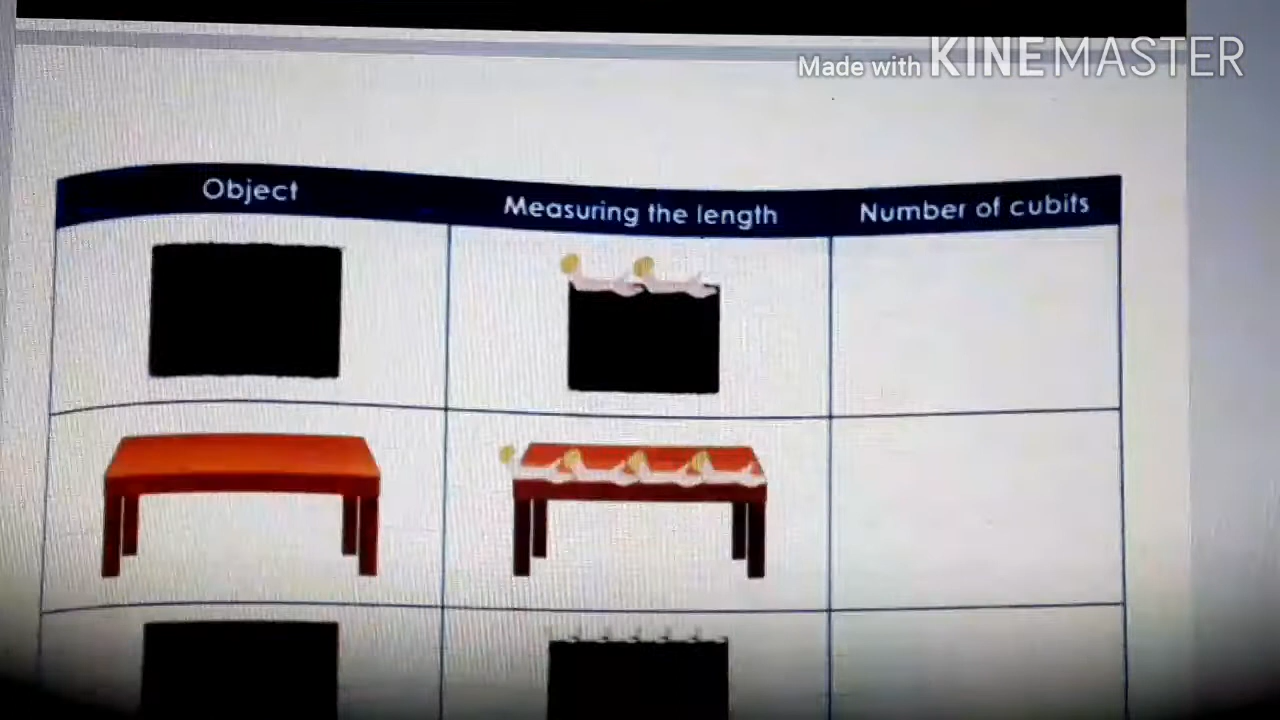 Made with KINEMASTER
Object
Measuring the length
Number of cubits